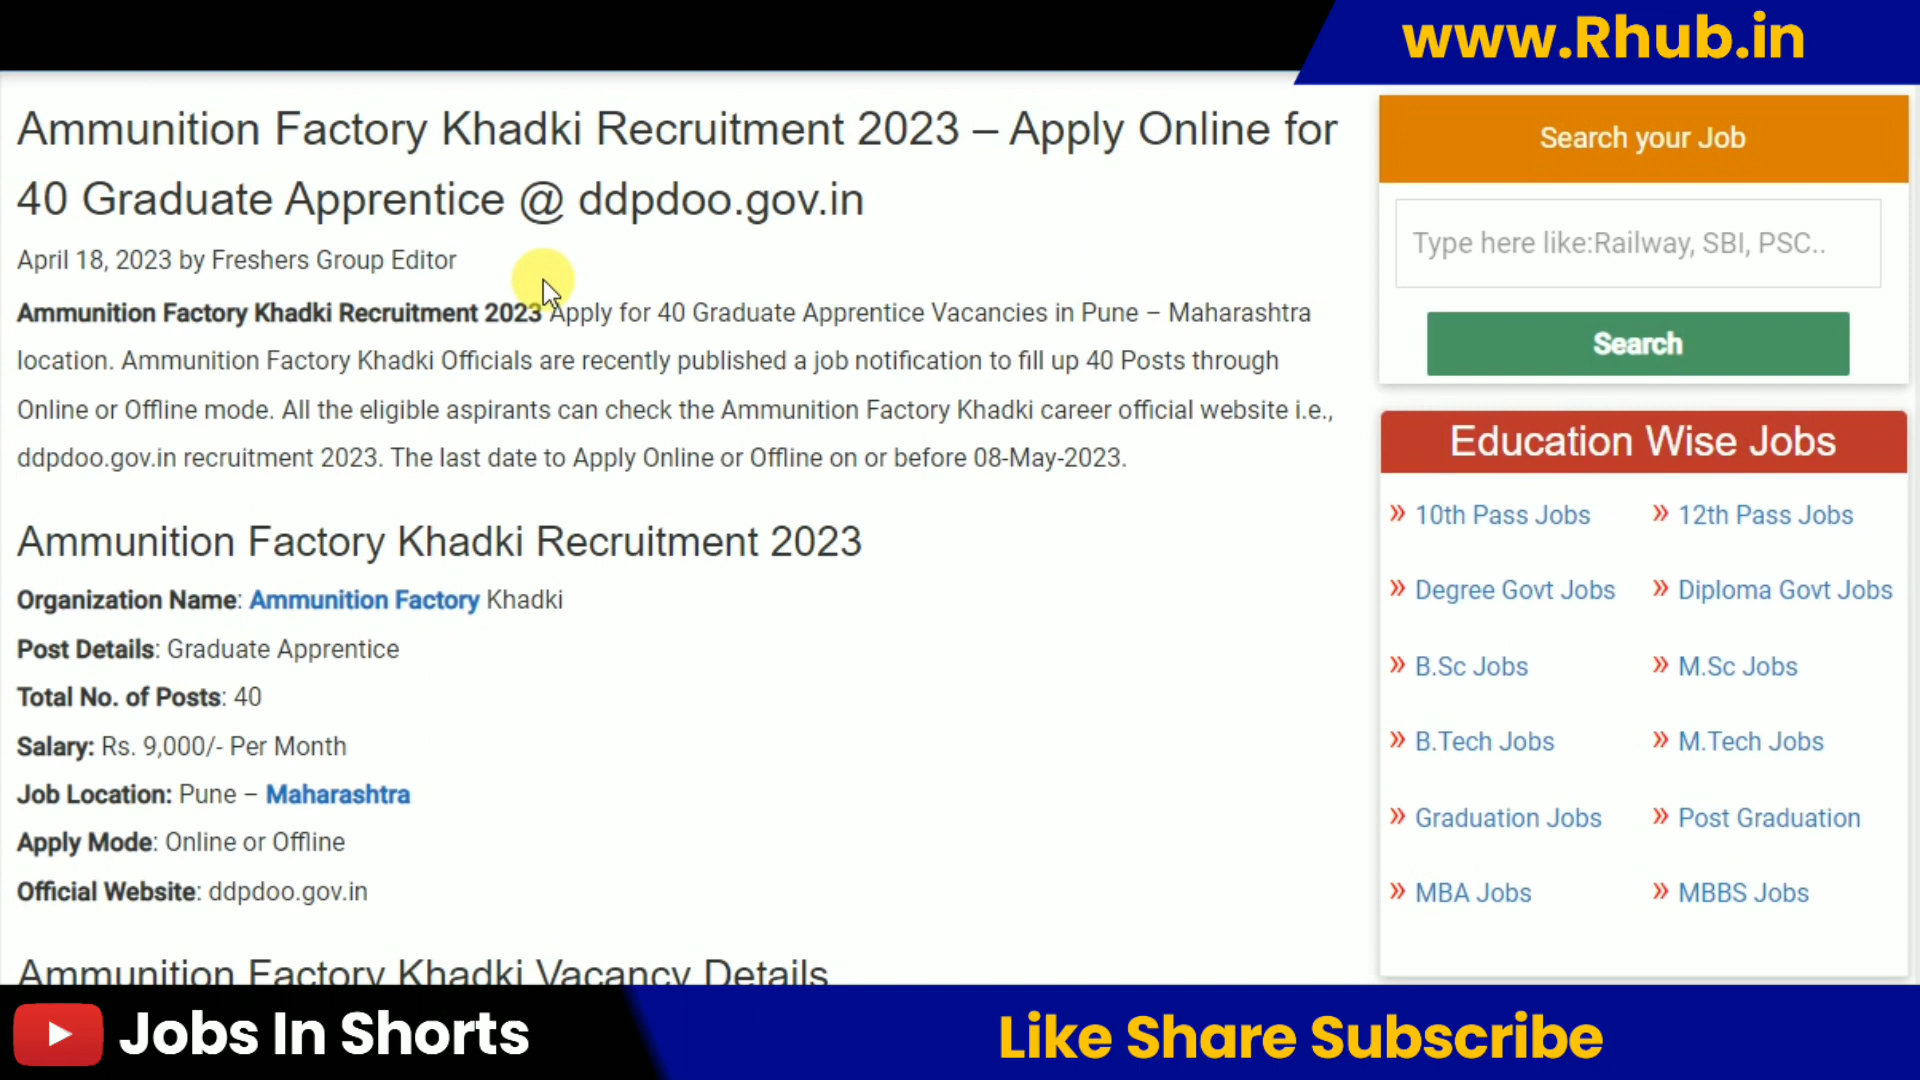 www.Rhub.in
Ammunition Factory Khadki Recruitment 2023 – Apply Online for
40 Graduate Apprentice @ ddpdoo.gov.in
April 18, 2023 by Freshers Group Editor
Ammunition Factory Khadki Recruitment 2023 Apply for 40 Graduate Apprentice Vacancies in Pune – Maharashtra
location. Ammunition Factory Khadki Officials are recently published a job notification to fill up 40 Posts through
Online or Offline mode. All the eligible aspirants can check the Ammunition Factory Khadki career official website i.e.,
ddpdoo.gov.in recruitment 2023. The last date to Apply Online or Offline on or before 08-May-2023.
Ammunition Factory Khadki Recruitment 2023
Organization Name: Ammunition Factory Khadki
Post Details: Graduate Apprentice
Total No. of Posts: 40
Salary: Rs. 9,000/- Per Month
Job Location: Pune – Maharashtra
Apply Mode: Online or Offline
Official Website: ddpdoo.gov.in
Ammunition Factory Khadki Vacancy Details
Search your Job
Type here like:Railway, SBI, PSC..
Search
Education Wise Jobs
» 10th Pass Jobs » 12th Pass Jobs
» Degree Govt Jobs » Diploma Govt Jobs
» B.Sc Jobs » M.Sc Jobs
» B.Tech Jobs » M.Tech Jobs
» Graduation Jobs » Post Graduation
» MBA Jobs » MBBS Jobs
Jobs In Shorts
Like Share Subscribe